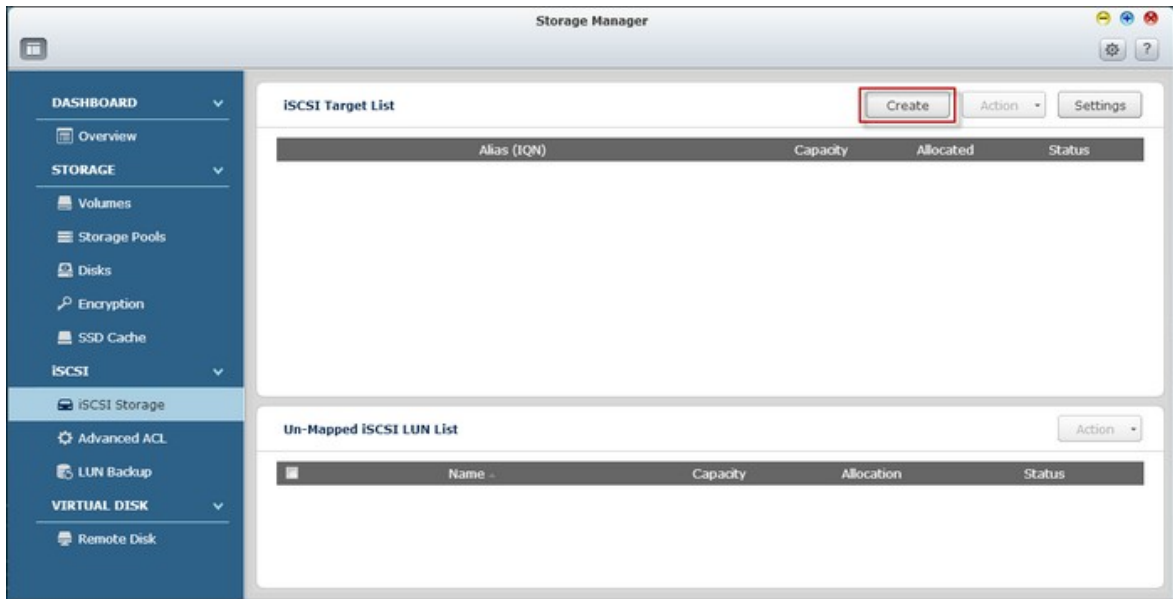 Storage Manager
?
DASHBOARD
Overview
STORAGE
Volumes
Storage Pools
Disks
Encryption
SSD Cache
iSCSI
iSCSI Storage
Advanced ACL
LUN Backup
VIRTUAL DISK
Remote Disk
iSCSI Target List
Create Action Settings
Alias (IQN) Capacity Allocated Status
Un-Mapped iSCSI LUN List
Action
Name Capacity Allocation Status